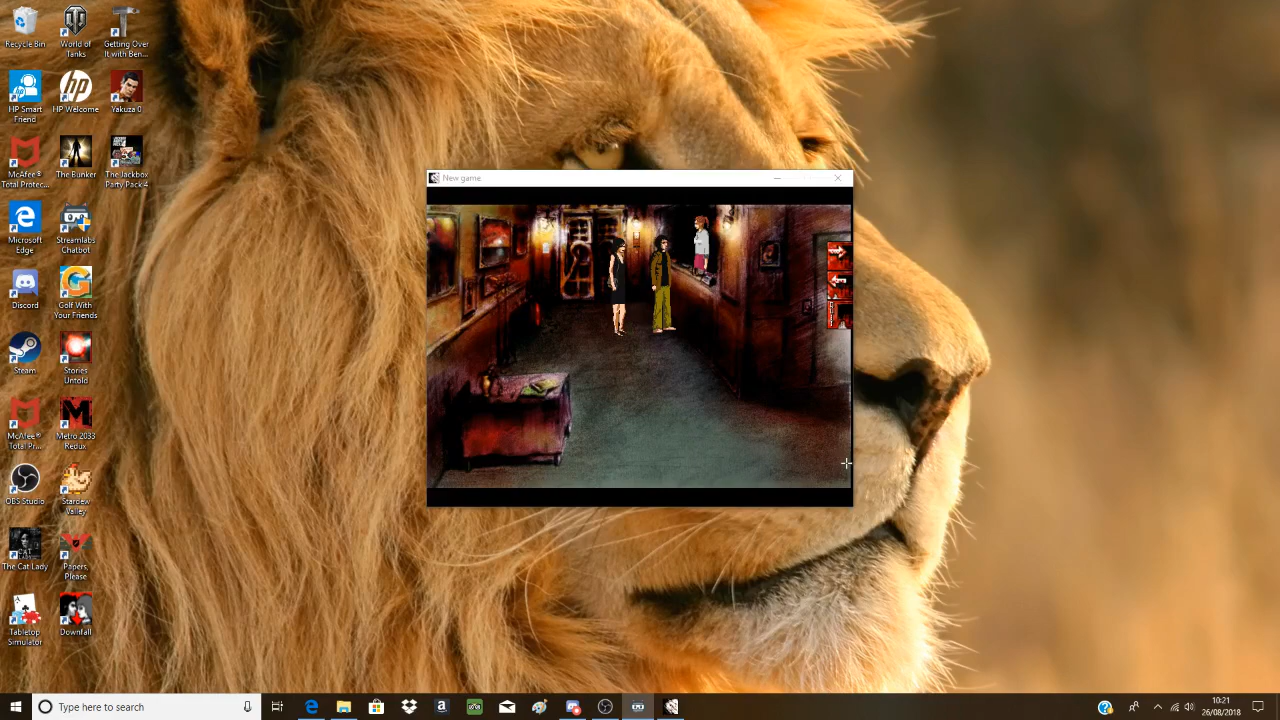 Recycle Bin
World of
Tanks
Getting Over
It with Ben...
HP Smart
Friend
HP Welcome
Yakuza 0
McAfee®
Total Protec...
The Bunker
The Jackbox
Party Pack 4
Microsoft
Edge
Streamlabs
Chatbot
Discord
Golf With
Your Friends
Steam
Stories
Untold
McAfee®
Total Pr...
Metro 2033
Redux
OBS Studio
Stardew
Valley
The Cat Lady
Papers,
Please
Tabletop
Simulator
Downfall
New game
Type here to search
10:21
26/08/2018